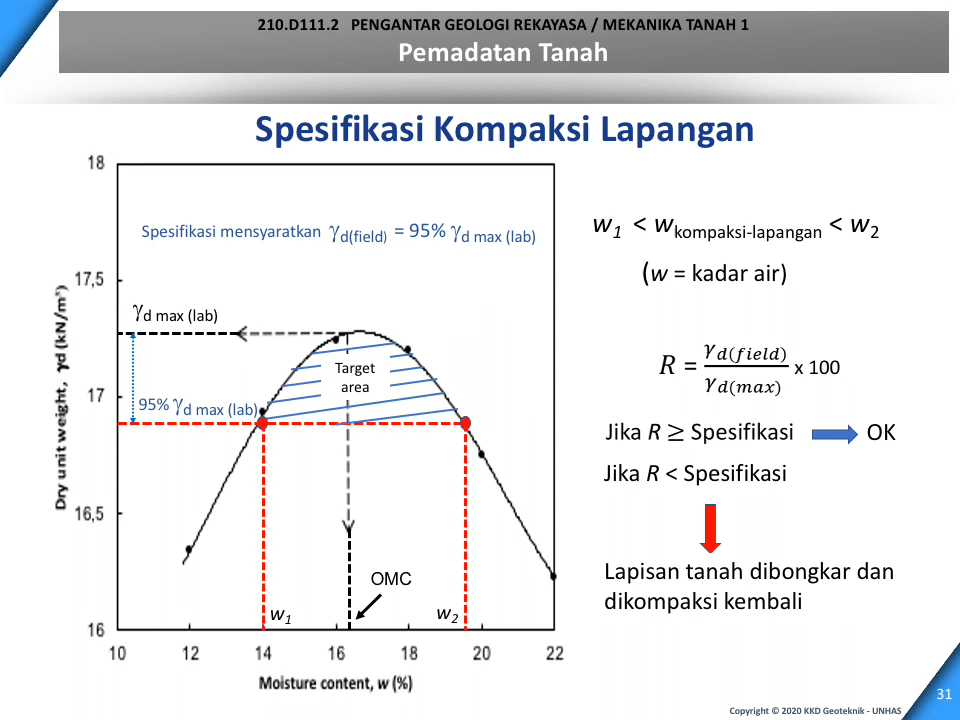 210.D111.2 PENGANTAR GEOLOGI REKAYASA / MEKANIKA TANAH 1
Pemadatan Tanah
Spesifikasi Kompaksi Lapangan
18
17,5
17
16,5
16
Dry unit weight, γd (kN/m³)
Spesifikasi mensyaratkan γd(field) = 95% γd max (lab)
γd max (lab)
95% γd max (lab)
Target
area
OMC
w1
w2
10 12 14 16 18 20 22
Moisture content, w (%)
w1 < wkompaksi-lapangan < w2
(w = kadar air)
R = γd(field) / γd(max) x 100
Jika R ≥ Spesifikasi OK
Jika R < Spesifikasi
Lapisan tanah dibongkar dan
dikompaksi kembali
31
Copyright © 2020 KKD Geoteknik - UNHAS